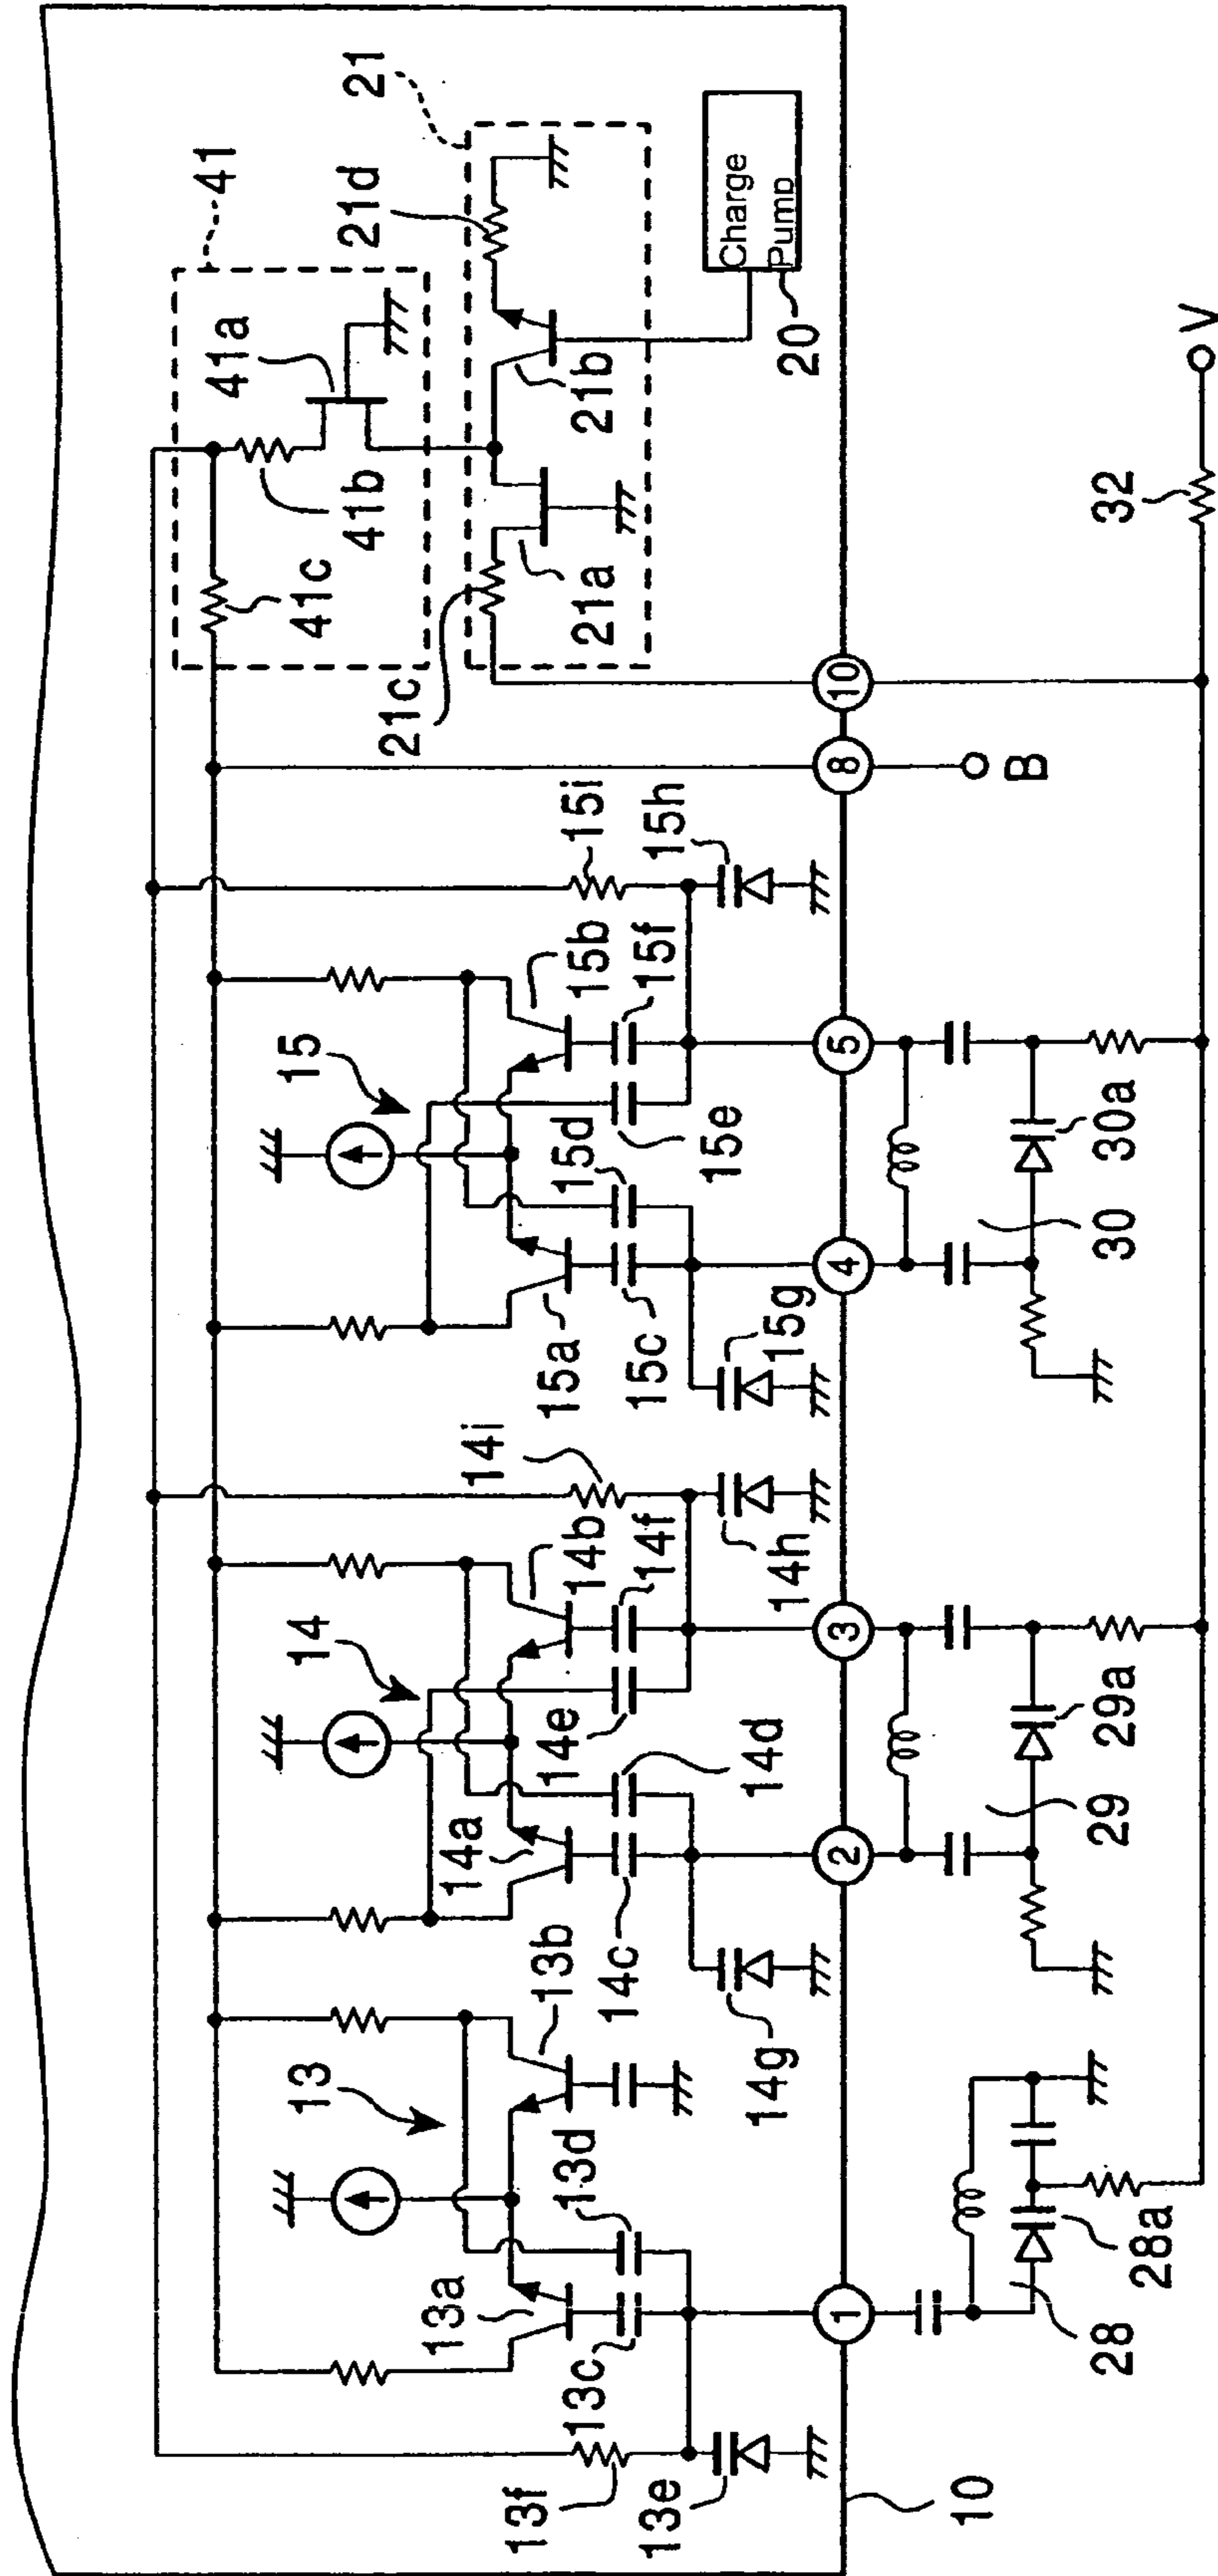 41
21
41a
21d
41b
41c
21b
Charge
Pump
20
21a
21c
10
8
B
V
32
15
15i
15h
15b
15f
15d
15e
15a
15c
15g
5
4
30a
30
14
14i
14b
14f
14h
14e
14d
14a
14c
14g
3
2
29a
29
13
13b
13d
13a
13c
13f
13e
1
28a
28
10